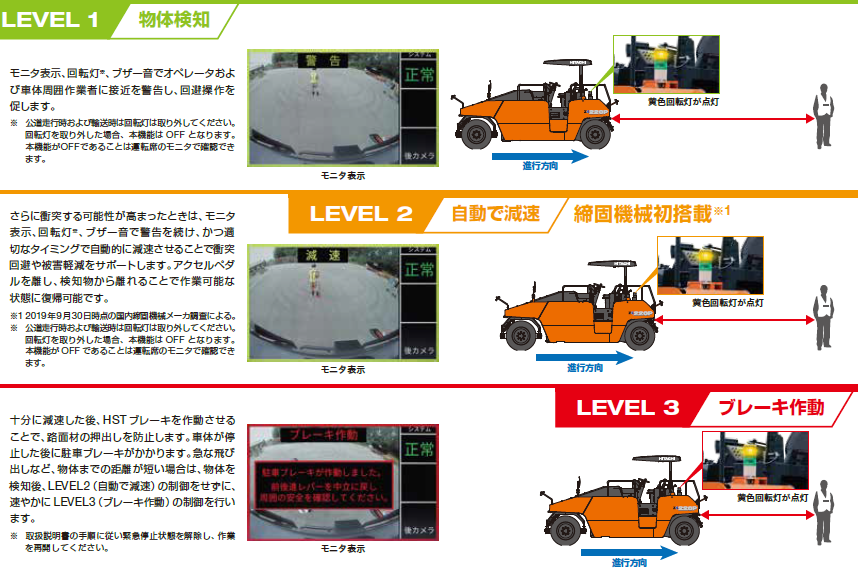 LEVEL 1 物体検知
モニタ表示、回転灯※、ブザー音でオペレータおよ
び車体周囲作業者に接近を警告し、回避操作を
促します。
※ 公道走行時および輸送時は回転灯は取り外してください。
回転灯を取り外した場合、本機能は OFF となります。
本機能がOFFであることは運転席のモニタで確認でき
ます。
警 告
システム
正常
後カメラ
モニタ表示
HITACHI
黄色回転灯が点灯
進行方向
LEVEL 2 自動で減速 締固機械初搭載※1
さらに衝突する可能性が高まったときは、モニタ
表示、回転灯※、ブザー音で警告を続け、かつ適
切なタイミングで自動的に減速させることで衝突
回避や被害軽減をサポートします。アクセルペダ
ルを離し、検知物から離れることで作業可能な
状態に復帰可能です。
※1 2019年9月30日時点の国内締固機械メーカ調査による。
※ 公道走行時および輸送時は回転灯は取り外してください。
回転灯を取り外した場合、本機能は OFF となります。
本機能が OFF であることは運転席のモニタで確認でき
ます。
減 速
システム
正常
後カメラ
モニタ表示
HITACHI
黄色回転灯が点灯
進行方向
LEVEL 3 ブレーキ作動
十分に減速した後、HSTブレーキを作動させる
ことで、路面材の押出しを防止します。車体が停
止した後に駐車ブレーキがかかります。急な飛び
出しなど、物体までの距離が短い場合は、物体を
検知後、LEVEL2（自動で減速）の制御をせずに、
速やかに LEVEL3（ブレーキ作動）の制御を行い
ます。
※ 取扱説明書の手順に従い緊急停止状態を解除し、作業
を再開してください。
ブレーキ作動
システム
正常
駐車ブレーキが作動しました。
前後進レバーを中立に戻し
周囲の安全を確認してください。
後カメラ
モニタ表示
HITACHI
黄色回転灯が点灯
進行方向